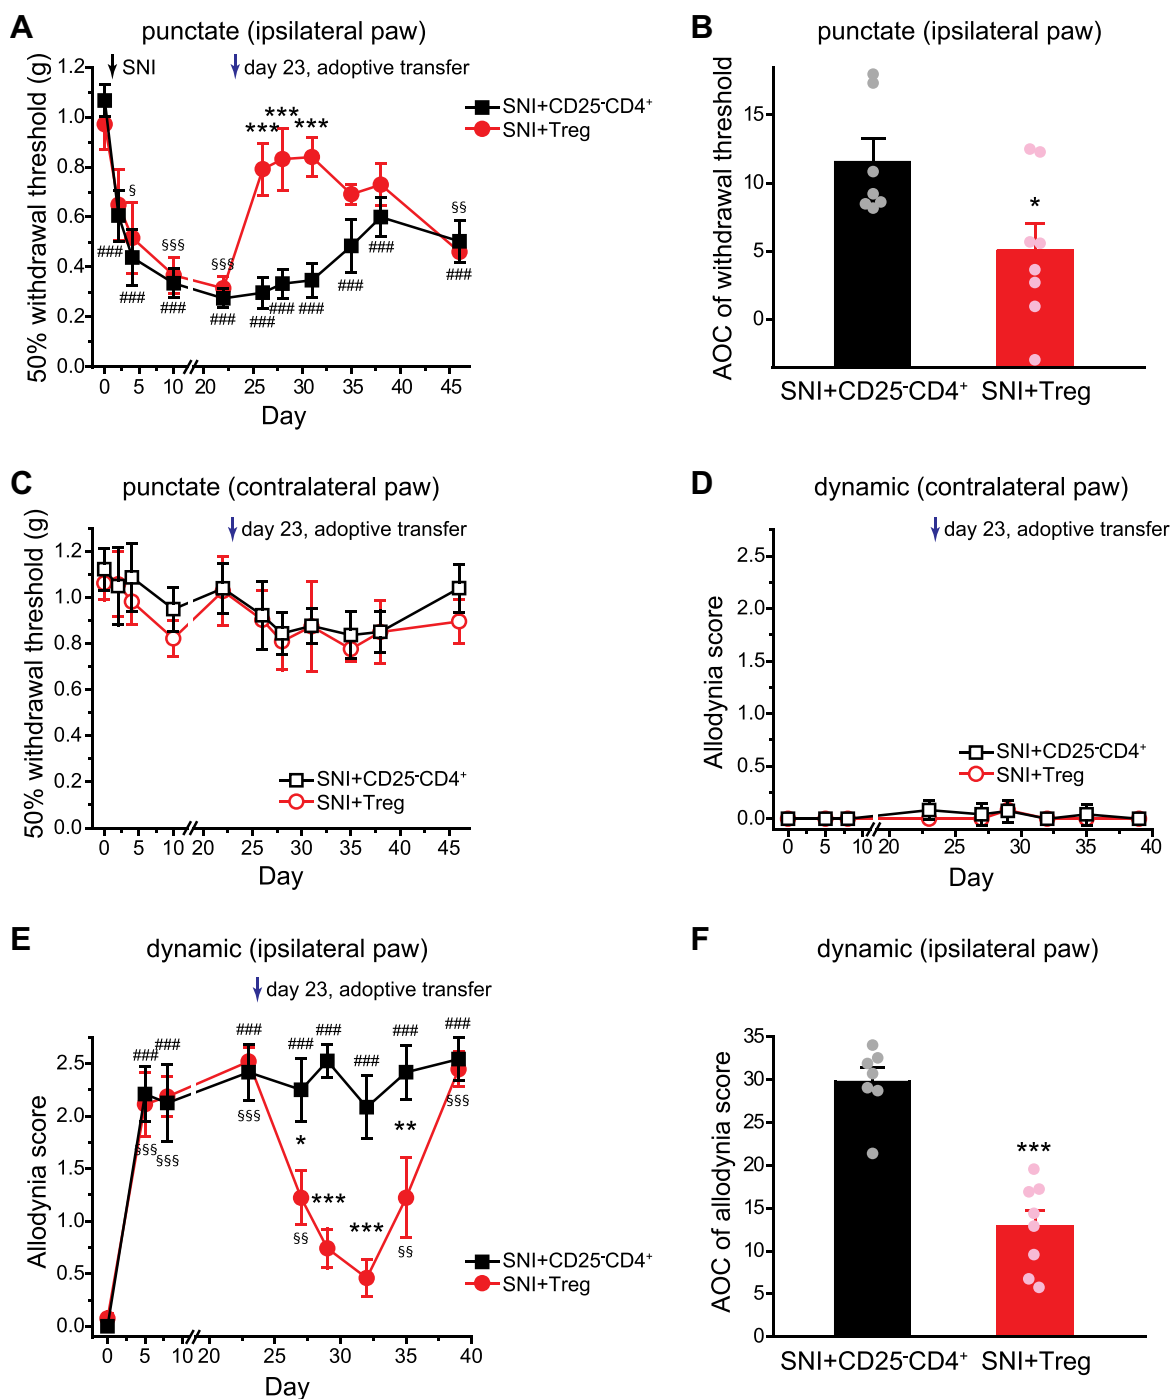 A
punctate (ipsilateral paw)
SNI
day 23, adoptive transfer
50% withdrawal threshold (g)
1.2
1.0
0.8
0.6
0.4
0.2
0.0
***
***
***
§
§§§
§§§
§§
###
###
###
###
###
###
###
###
###
###
SNI+CD25⁻CD4⁺
SNI+Treg
0 5 10 20 25 30 35 40 45
Day
B
punctate (ipsilateral paw)
AOC of withdrawal threshold
15
10
5
0
*
SNI+CD25⁻CD4⁺ SNI+Treg
C
punctate (contralateral paw)
day 23, adoptive transfer
50% withdrawal threshold (g)
1.2
1.0
0.8
0.6
0.4
0.2
0.0
SNI+CD25⁻CD4⁺
SNI+Treg
0 5 10 20 25 30 35 40 45
Day
D
dynamic (contralateral paw)
day 23, adoptive transfer
Allodynia score
2.5
2.0
1.5
1.0
0.5
0.0
SNI+CD25⁻CD4⁺
SNI+Treg
0 5 10 20 25 30 35 40
Day
E
dynamic (ipsilateral paw)
day 23, adoptive transfer
Allodynia score
2.5
2.0
1.5
1.0
0.5
0.0
###
###
###
###
###
###
###
###
§§§
§§§
§§§
§§§
*
**
***
***
§§
§§
SNI+CD25⁻CD4⁺
SNI+Treg
0 5 10 20 25 30 35 40
Day
F
dynamic (ipsilateral paw)
AOC of allodynia score
35
30
25
20
15
10
5
0
***
SNI+CD25⁻CD4⁺ SNI+Treg